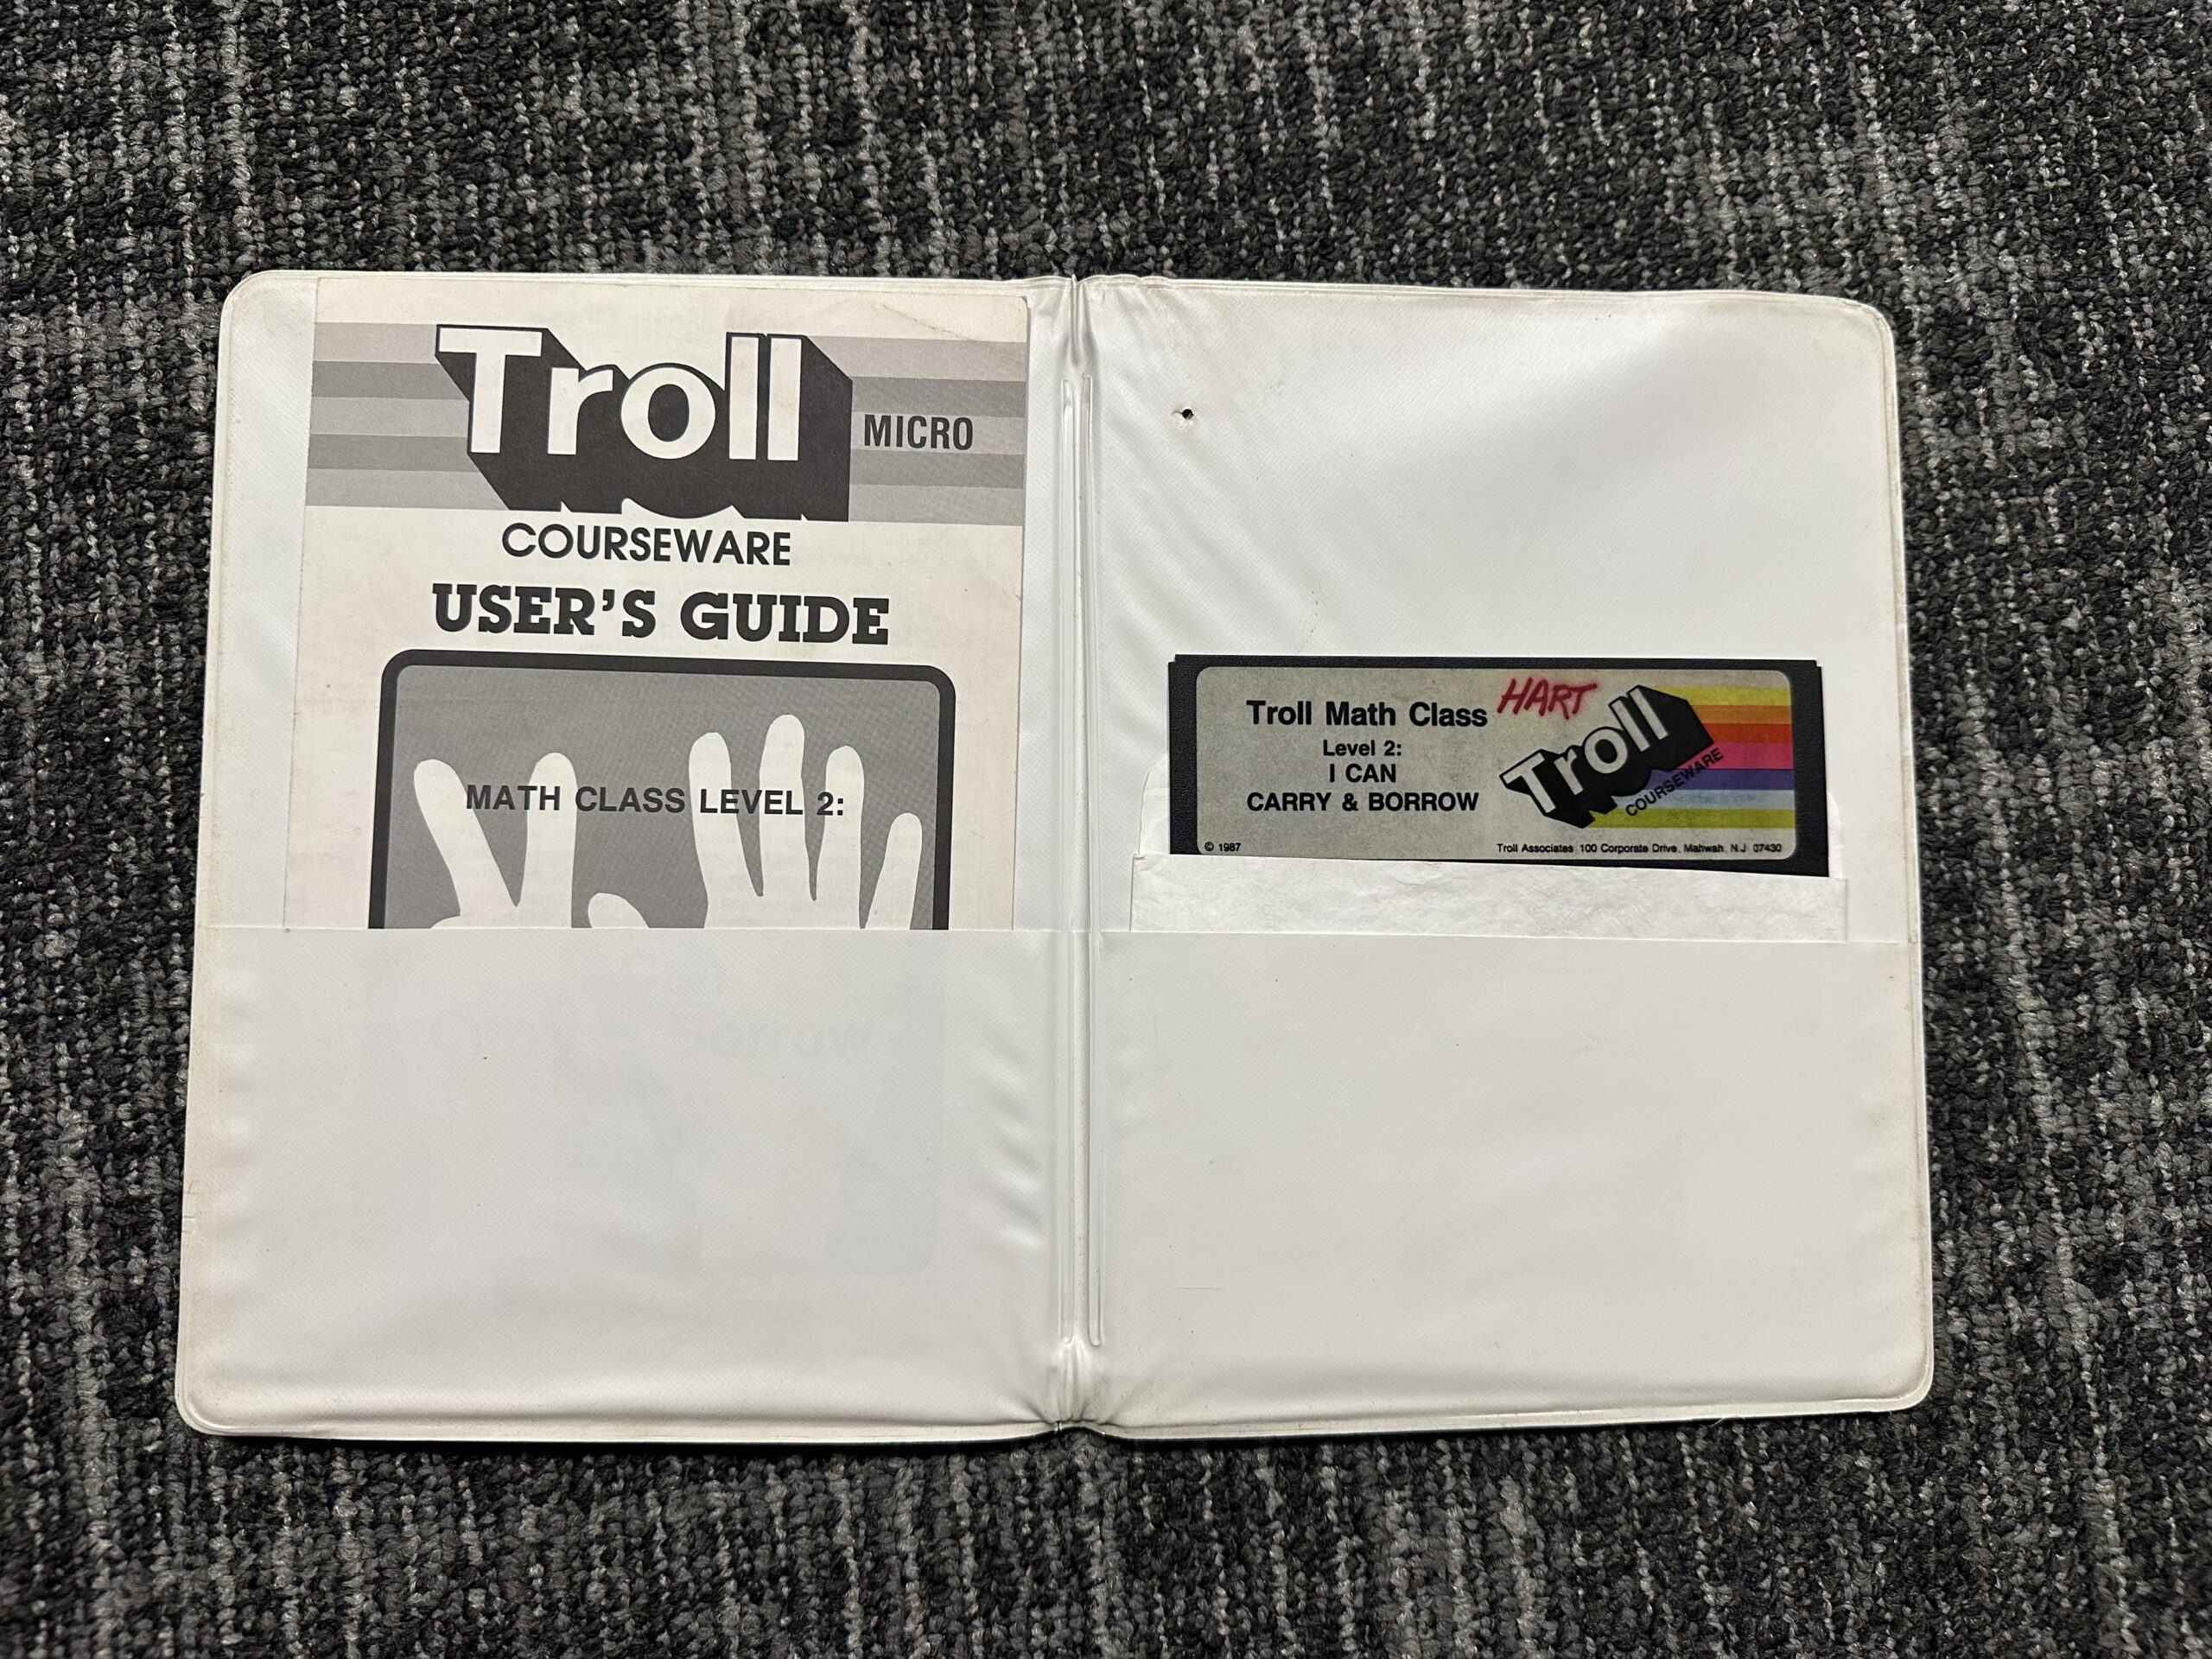 Troll
MICRO
COURSEWARE
USER'S GUIDE
MATH CLASS LEVEL 2:
Troll Math Class
HART
Level 2:
I CAN
CARRY & BORROW
Troll
COURSEWARE
© 1987
Troll Associates 100 Corporate Drive, Mahwah N.J. 07430